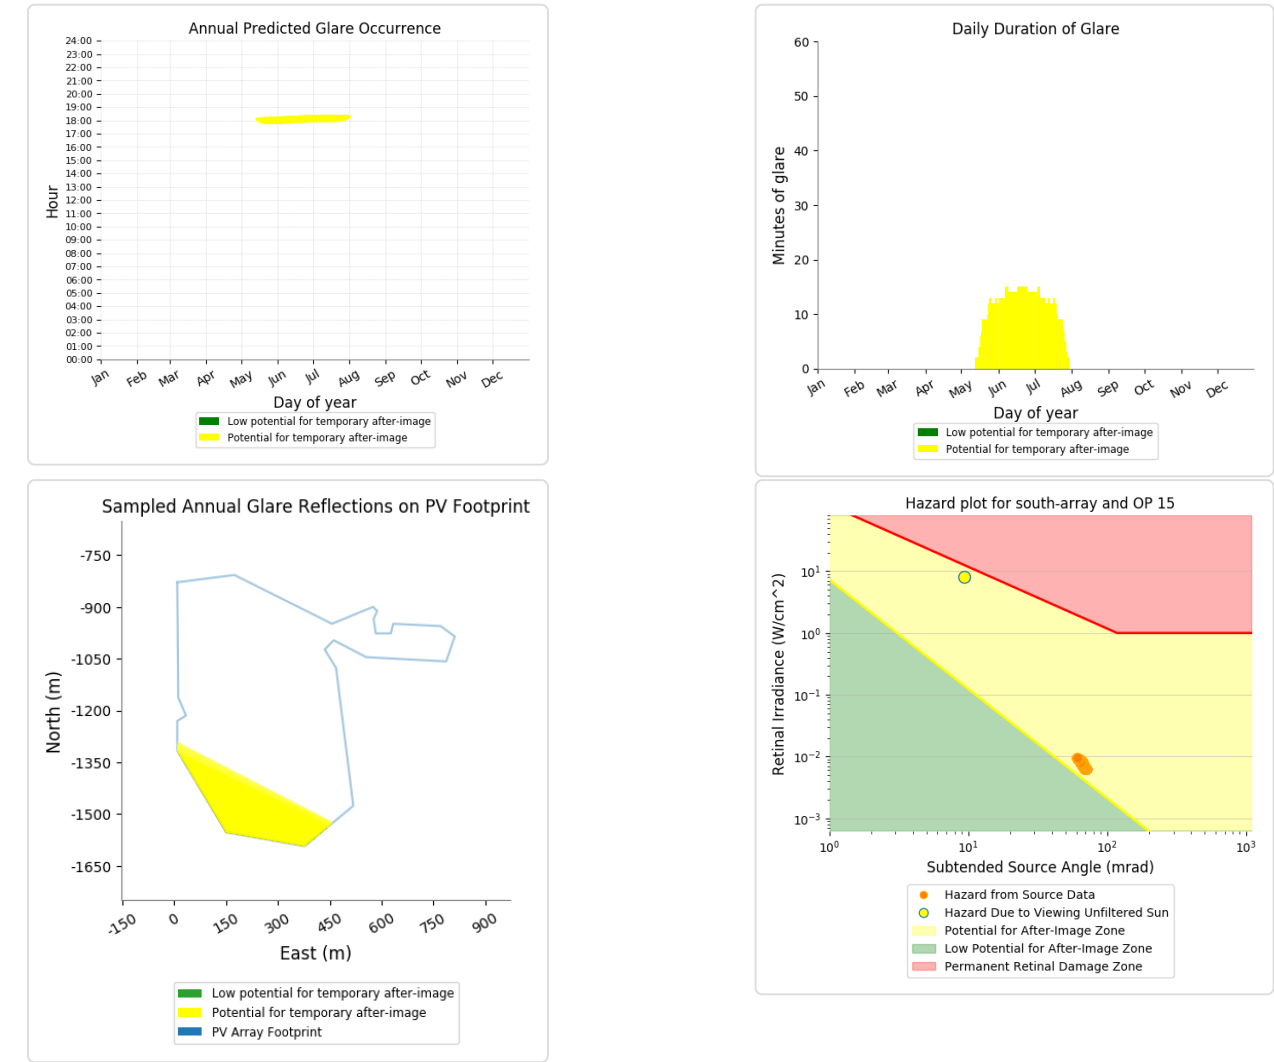 Annual Predicted Glare Occurrence
24:00
23:00
22:00
21:00
20:00
19:00
18:00
17:00
16:00
15:00
14:00
13:00
12:00
11:00
10:00
09:00
08:00
07:00
06:00
05:00
04:00
03:00
02:00
01:00
00:00
Hour
Jan Feb Mar Apr May Jun Jul Aug Sep Oct Nov Dec
Day of year
Low potential for temporary after-image
Potential for temporary after-image
Daily Duration of Glare
60
50
40
30
20
10
0
Minutes of glare
Jan Feb Mar Apr May Jun Jul Aug Sep Oct Nov Dec
Day of year
Low potential for temporary after-image
Potential for temporary after-image
Sampled Annual Glare Reflections on PV Footprint
-750
-900
-1050
-1200
-1350
-1500
-1650
North (m)
-150 0 150 300 450 600 750 900
East (m)
Low potential for temporary after-image
Potential for temporary after-image
PV Array Footprint
Hazard plot for south-array and OP 15
10^1
10^0
10^-1
10^-2
10^-3
Retinal Irradiance (W/cm^2)
10^0 10^1 10^2 10^3
Subtended Source Angle (mrad)
Hazard from Source Data
Hazard Due to Viewing Unfiltered Sun
Potential for After-Image Zone
Low Potential for After-Image Zone
Permanent Retinal Damage Zone